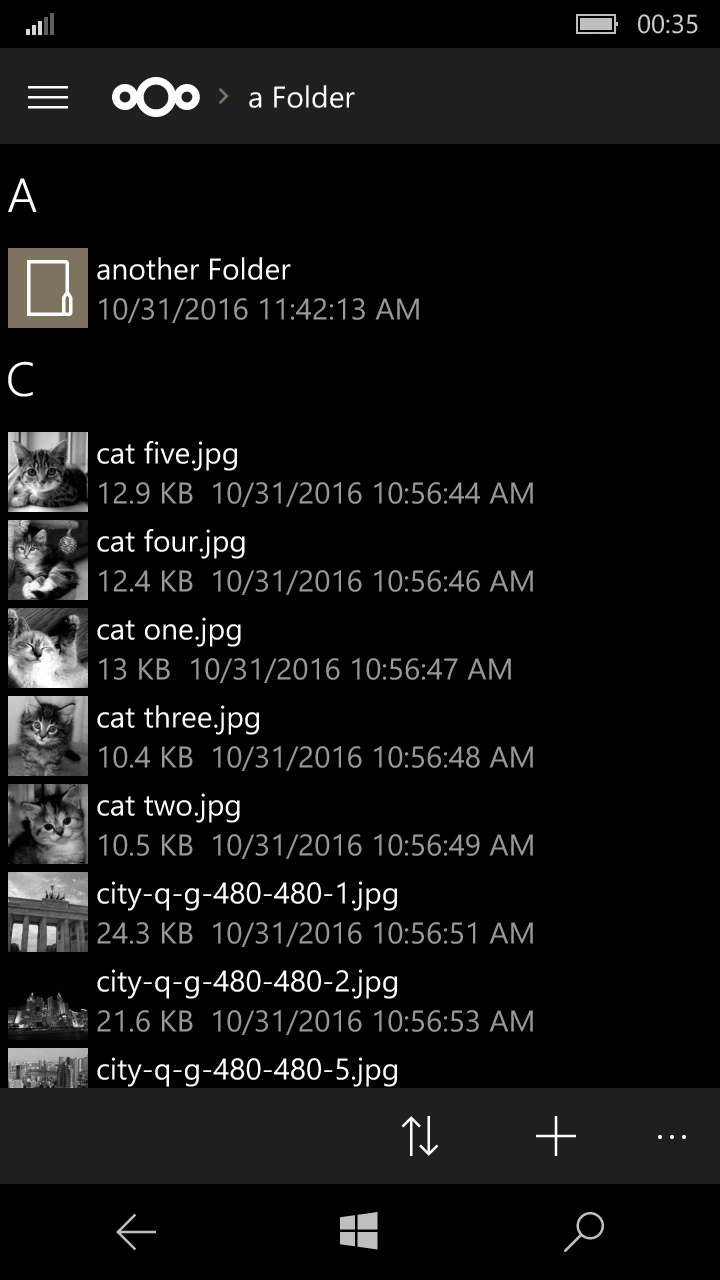 00:35
a Folder
A
another Folder
10/31/2016 11:42:13 AM
C
cat five.jpg
12.9 KB 10/31/2016 10:56:44 AM
cat four.jpg
12.4 KB 10/31/2016 10:56:46 AM
cat one.jpg
13 KB 10/31/2016 10:56:47 AM
cat three.jpg
10.4 KB 10/31/2016 10:56:48 AM
cat two.jpg
10.5 KB 10/31/2016 10:56:49 AM
city-q-g-480-480-1.jpg
24.3 KB 10/31/2016 10:56:51 AM
city-q-g-480-480-2.jpg
21.6 KB 10/31/2016 10:56:53 AM
city-q-g-480-480-5.jpg